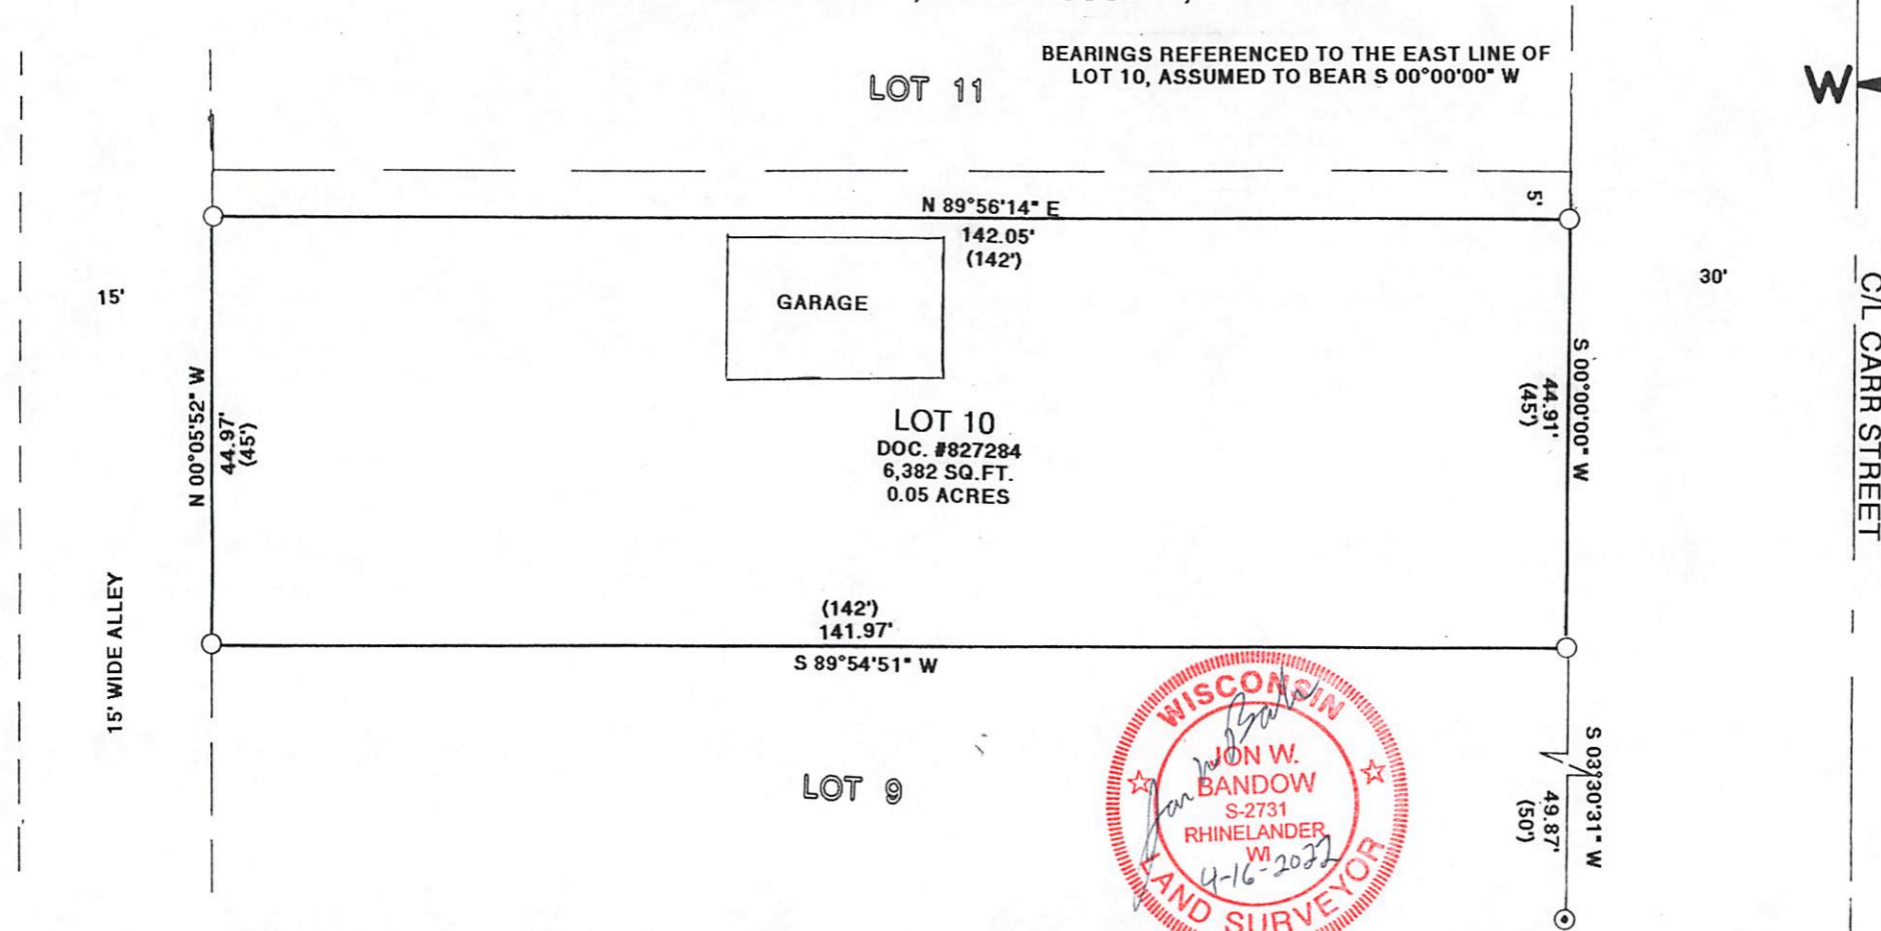 BEARINGS REFERENCED TO THE EAST LINE OF
LOT 10, ASSUMED TO BEAR S 00°00'00" W
LOT 11
W
5'
N 89°56'14" E
142.05'
(142')
GARAGE
15'
30'
C/L CARR STREET
N 00°05'52" W
44.97'
(45')
S 00°00'00" W
44.91'
(45')
LOT 10
DOC. #827284
6,382 SQ.FT.
0.05 ACRES
15' WIDE ALLEY
(142')
141.97'
S 89°54'51" W
LOT 9
WISCONSIN
JON W.
BANDOW
S-2731
RHINELANDER,
WI
4-16-2022
LAND SURVEYOR
S 03°30'31" W
49.87'
(50')